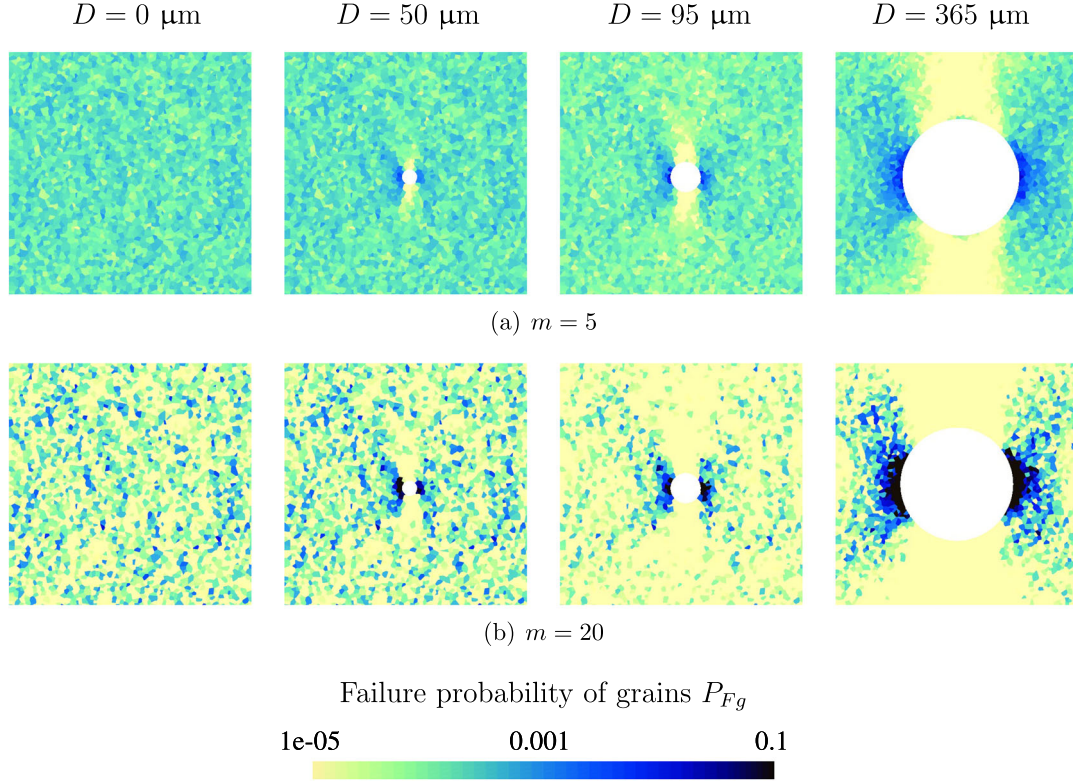 D = 0 µm D = 50 µm D = 95 µm D = 365 µm
(a) m = 5
(b) m = 20
Failure probability of grains P_Fg
1e-05 0.001 0.1